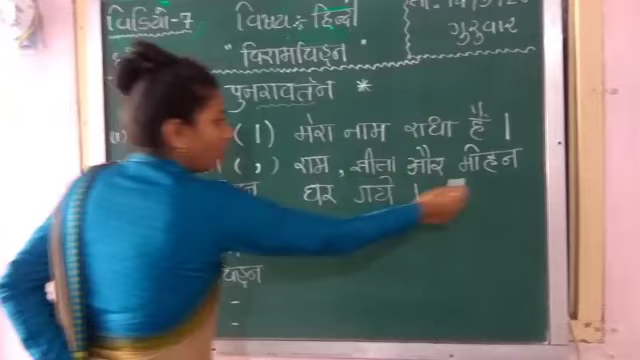 विडियो-7 विषय:- हिन्दी ता-
गुरुवार
"विरामचिह्न"
पुनरावर्तन *
(।) मेरा नाम राधी है ।
(,) राम, सीता और मोहन
घर गये ।
चिह्न
-
-